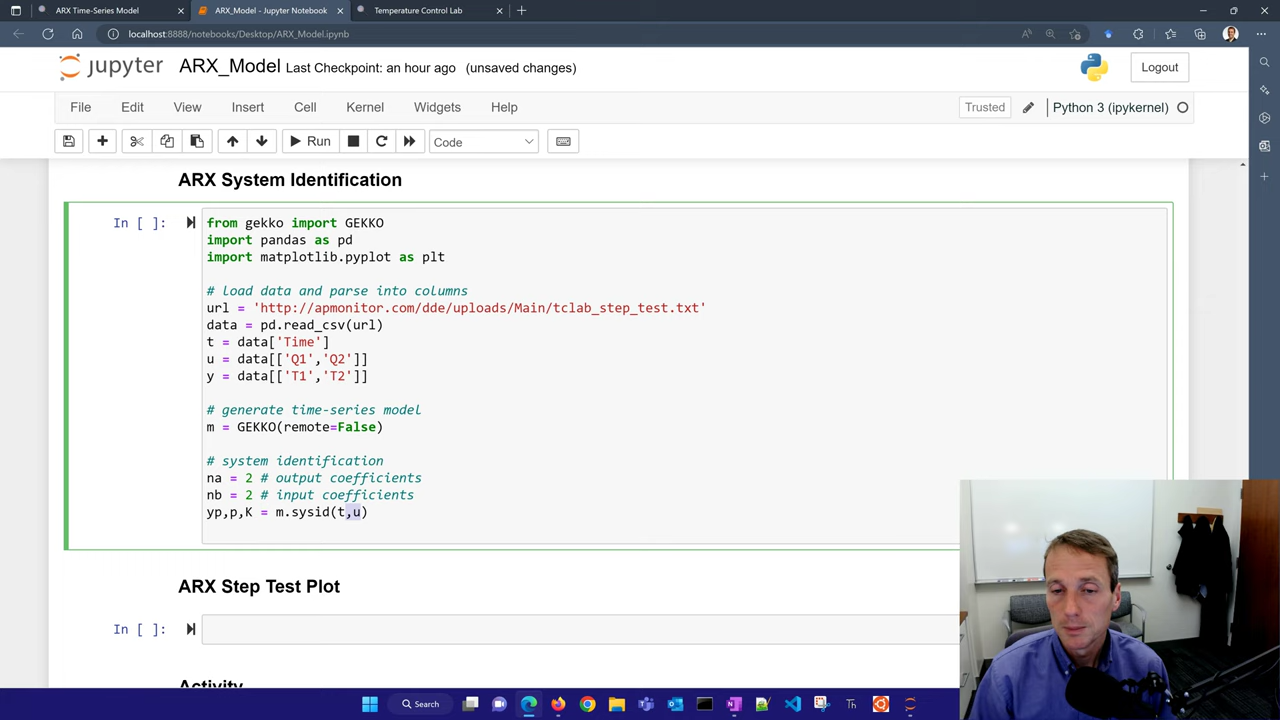 ARX Time-Series Model
ARX_Model - Jupyter Notebook
Temperature Control Lab
localhost:8888/notebooks/Desktop/ARX_Model.ipynb
jupyter ARX_Model Last Checkpoint: an hour ago (unsaved changes)
Logout
File Edit View Insert Cell Kernel Widgets Help
Trusted
Python 3 (ipykernel)
Run
Code
ARX System Identification
In [ ]:
from gekko import GEKKO
import pandas as pd
import matplotlib.pyplot as plt
# load data and parse into columns
url = 'http://apmonitor.com/dde/uploads/Main/tclab_step_test.txt'
data = pd.read_csv(url)
t = data['Time']
u = data[['Q1','Q2']]
y = data[['T1','T2']]
# generate time-series model
m = GEKKO(remote=False)
# system identification
na = 2 # output coefficients
nb = 2 # input coefficients
yp,p,K = m.sysid(t,u)
ARX Step Test Plot
In [ ]:
Activity
Search